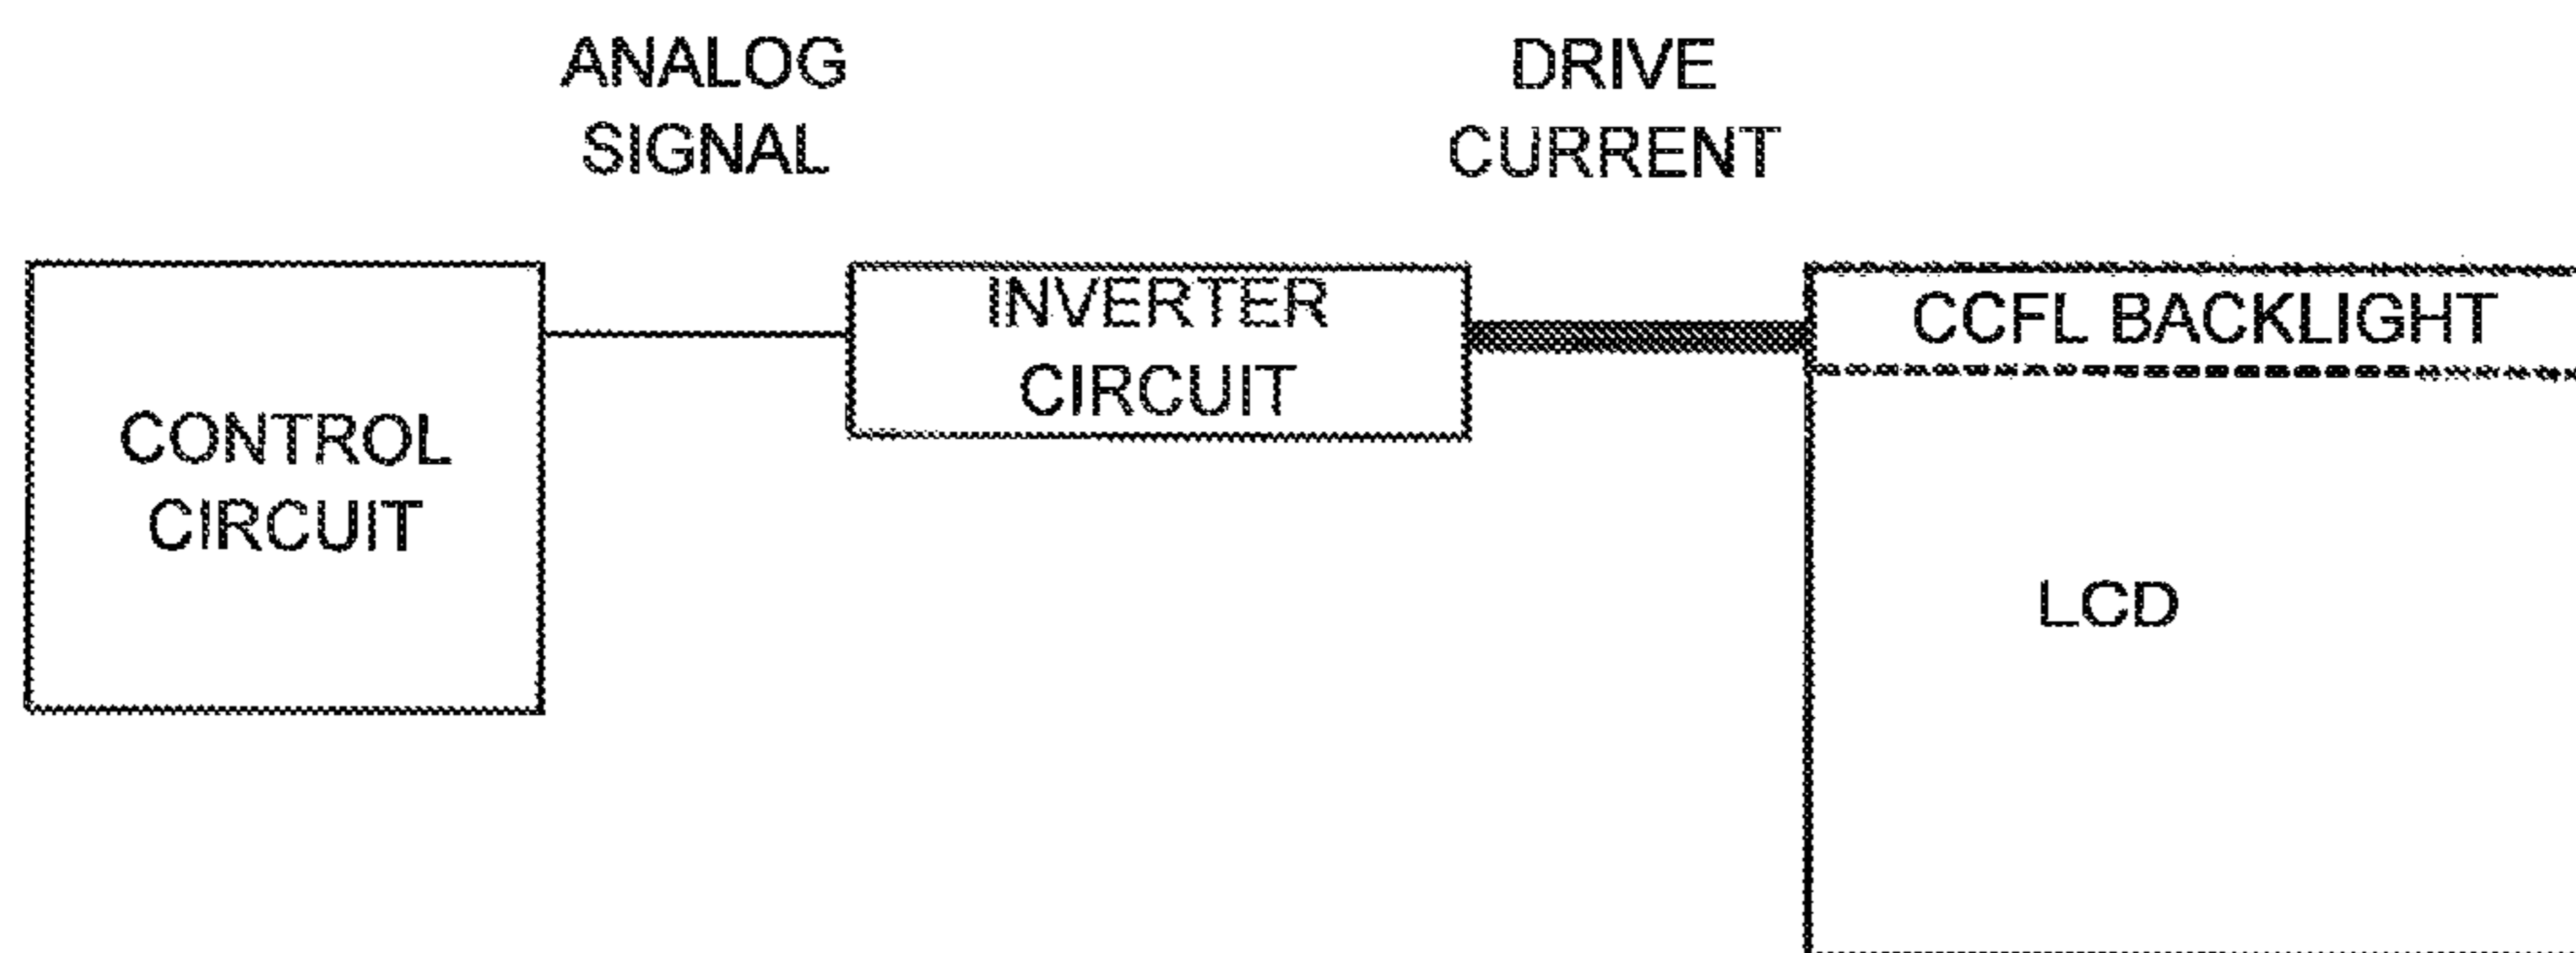 ANALOG
SIGNAL
DRIVE
CURRENT
CONTROL
CIRCUIT
INVERTER
CIRCUIT
CCFL BACKLIGHT
LCD